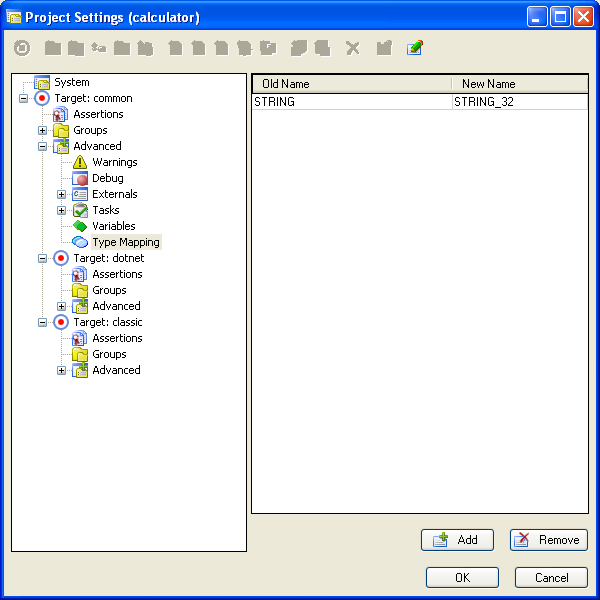 Project Settings (calculator)
System
Target: common
Assertions
Groups
Advanced
Warnings
Debug
Externals
Tasks
Variables
Type Mapping
Target: dotnet
Assertions
Groups
Advanced
Target: classic
Assertions
Groups
Advanced
Old Name New Name
STRING STRING_32
Add Remove
OK Cancel